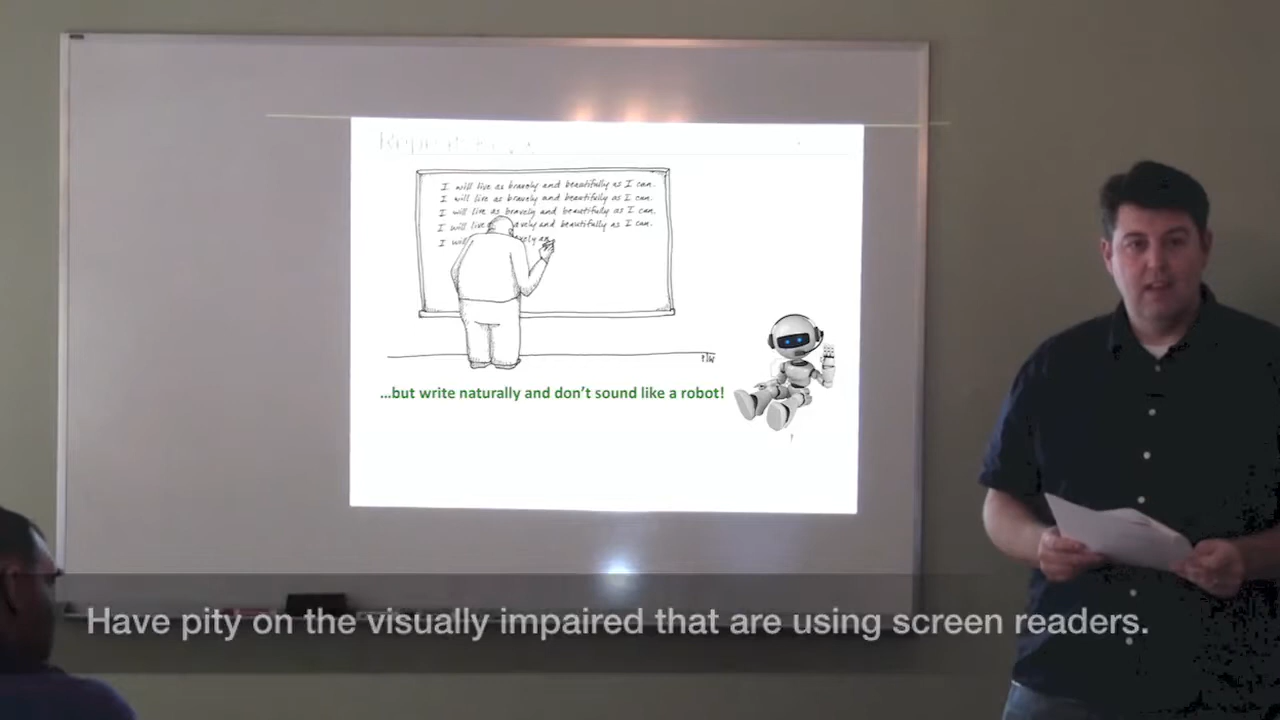 I will live as bravely and beautifully as I can.
I will live as bravely and beautifully as I can.
I will live as bravely and beautifully as I can.
I will live bravely and beautifully as I can.
I will
...but write naturally and don't sound like a robot!
Have pity on the visually impaired that are using screen readers.